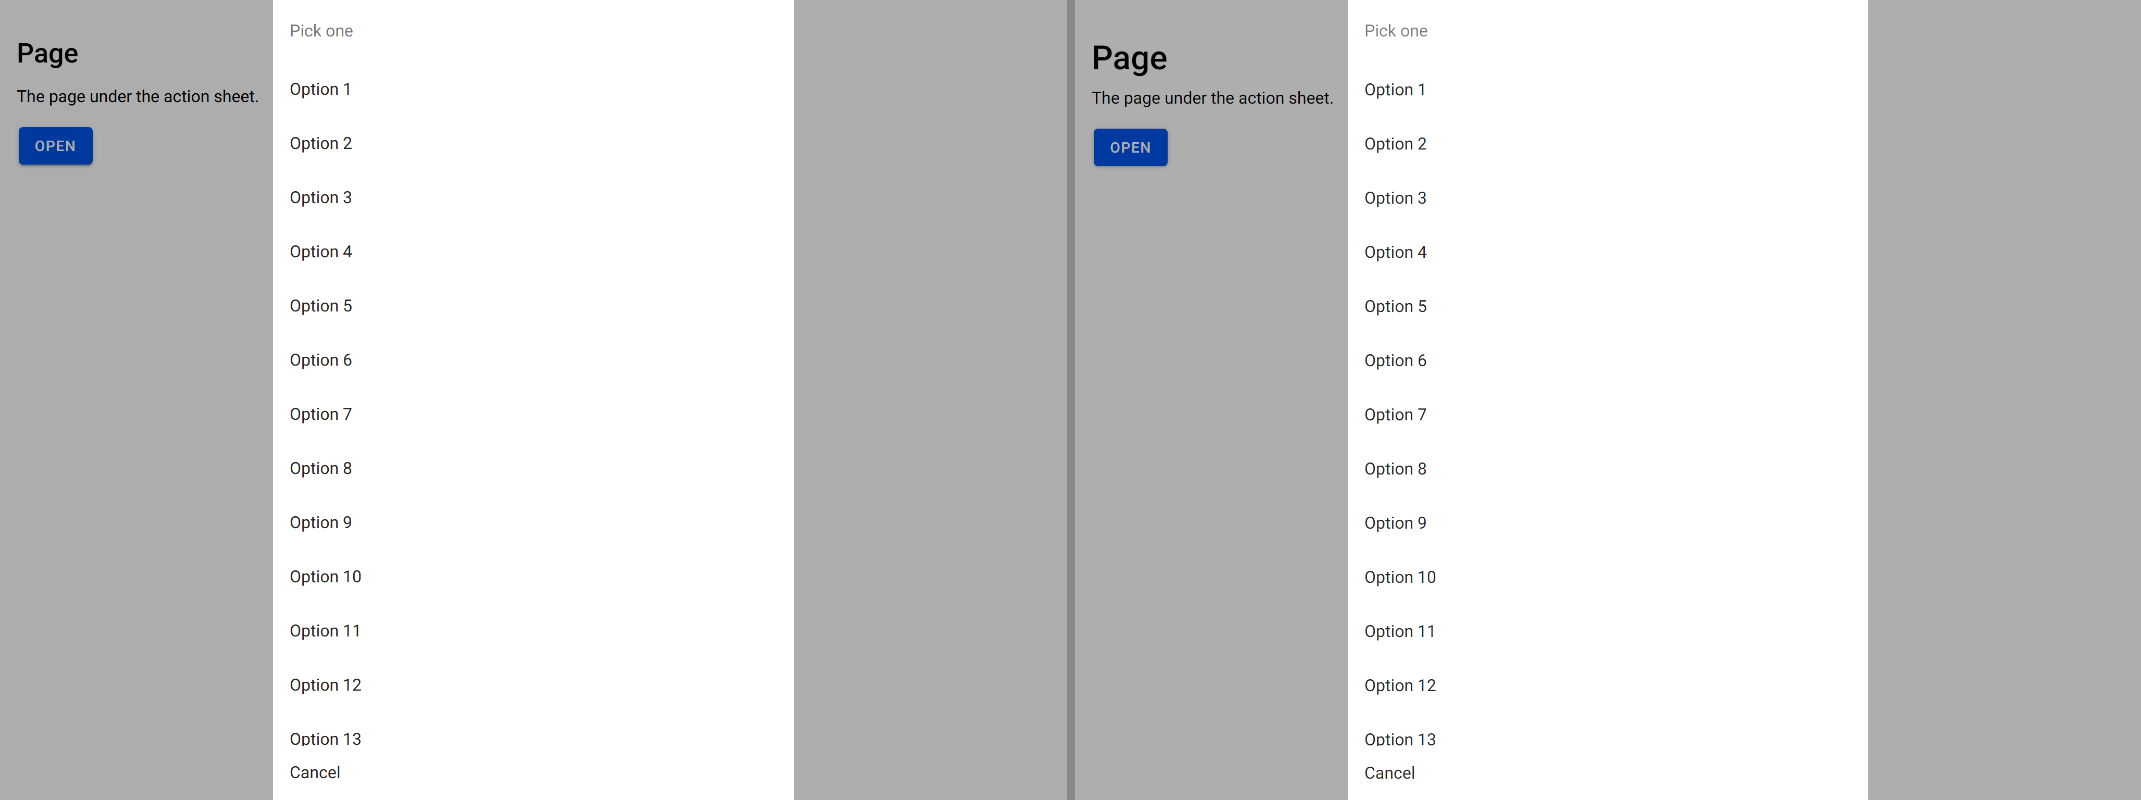 Page
The page under the action sheet.
OPEN
Pick one
Option 1
Option 2
Option 3
Option 4
Option 5
Option 6
Option 7
Option 8
Option 9
Option 10
Option 11
Option 12
Option 13
Cancel
Page
The page under the action sheet.
OPEN
Pick one
Option 1
Option 2
Option 3
Option 4
Option 5
Option 6
Option 7
Option 8
Option 9
Option 10
Option 11
Option 12
Option 13
Cancel